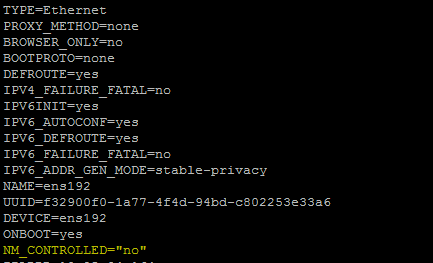 TYPE=Ethernet
PROXY_METHOD=none
BROWSER_ONLY=no
BOOTPROTO=none
DEFROUTE=yes
IPV4_FAILURE_FATAL=no
IPV6INIT=yes
IPV6_AUTOCONF=yes
IPV6_DEFROUTE=yes
IPV6_FAILURE_FATAL=no
IPV6_ADDR_GEN_MODE=stable-privacy
NAME=ens192
UUID=f32900f0-1a77-4f4d-94bd-c802253e33a6
DEVICE=ens192
ONBOOT=yes
NM_CONTROLLED="no"